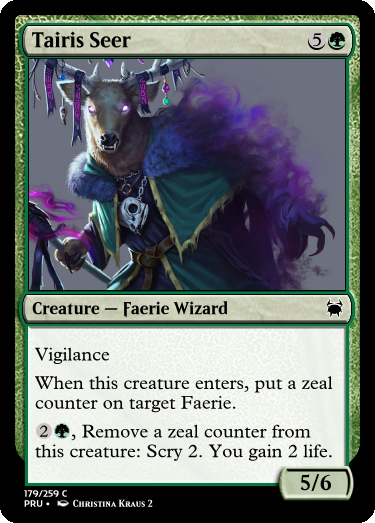 Tairis Seer 5
Creature — Faerie Wizard
Vigilance
When this creature enters, put a zeal
counter on target Faerie.
2, Remove a zeal counter from
this creature: Scry 2. You gain 2 life.
5/6
179/259 C
PRU • Christina Kraus 2